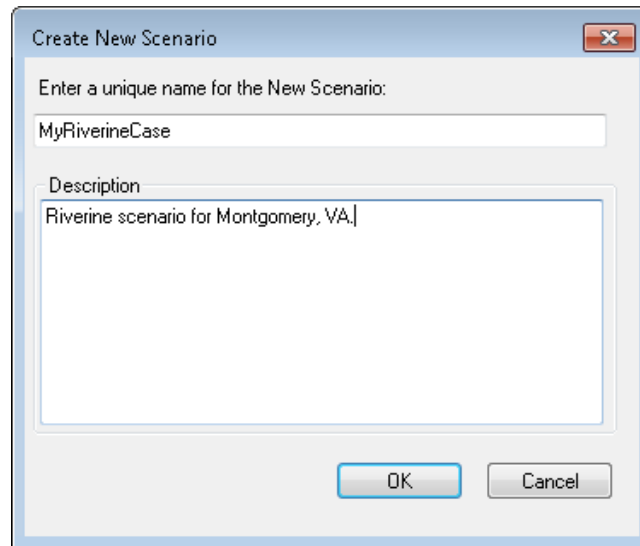 Create New Scenario
Enter a unique name for the New Scenario:
MyRiverineCase
Description
Riverine scenario for Montgomery, VA.
OK
Cancel